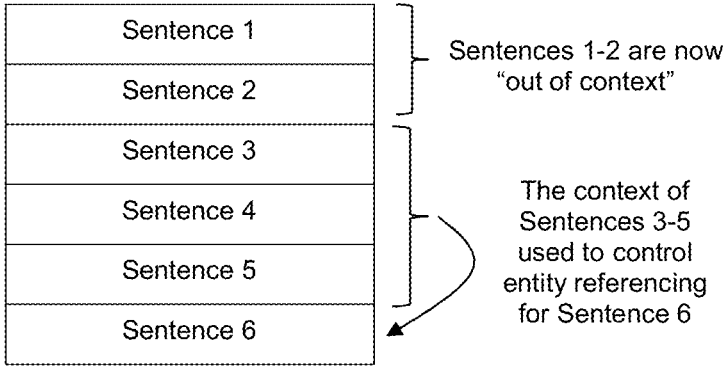 Sentence 1
Sentence 2
Sentence 3
Sentence 4
Sentence 5
Sentence 6
Sentences 1-2 are now
“out of context”
The context of
Sentences 3-5
used to control
entity referencing
for Sentence 6